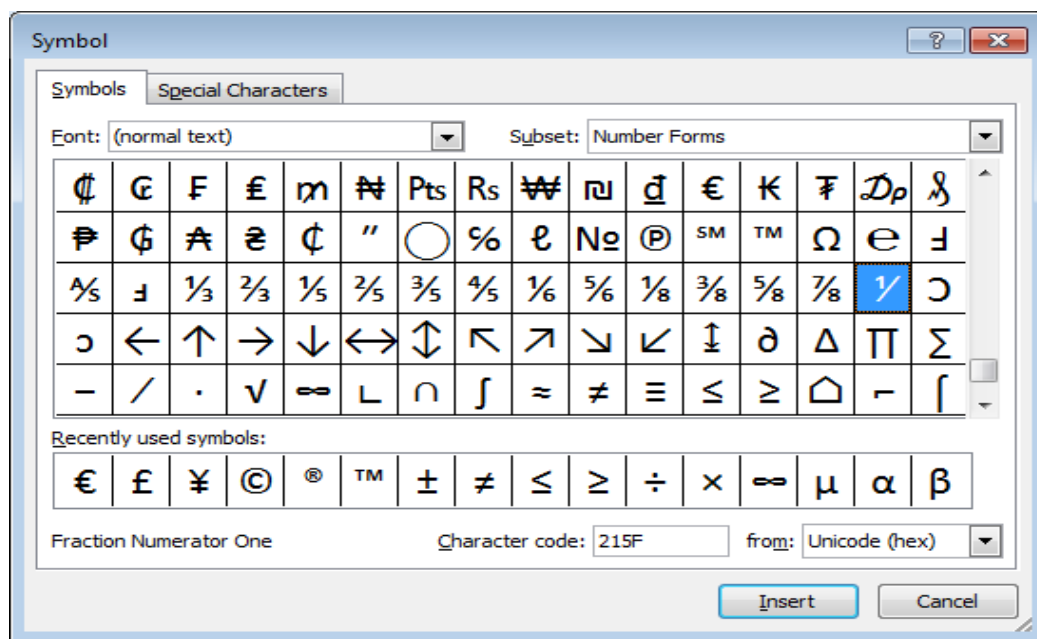 Symbol
Symbols Special Characters
Font: (normal text) Subset: Number Forms
₡ ₢ ₣ ₤ ₥ ₦ Pts Rs ₩ ₪ ₫ € ₭ ₮ ₯ ₰
₱ ₲ ₳ ₴ ₵ ″ ⃝ ℅ ℓ № ℗ ℠ ™ Ω ℮ Ⅎ
⅍ ⅎ ⅓ ⅔ ⅕ ⅖ ⅗ ⅘ ⅙ ⅚ ⅛ ⅜ ⅝ ⅞ ⅟ Ↄ
ↄ ← ↑ → ↓ ↔ ↕ ↖ ↗ ↘ ↙ ↨ ∂ ∆ ∏ ∑
− ∕ ∙ √ ∞ ∟ ∩ ∫ ≈ ≠ ≡ ≤ ≥ ⌂ ⌐ ⌠
Recently used symbols:
€ £ ¥ © ® ™ ± ≠ ≤ ≥ ÷ × ∞ µ α β
Fraction Numerator One Character code: 215F from: Unicode (hex)
Insert Cancel